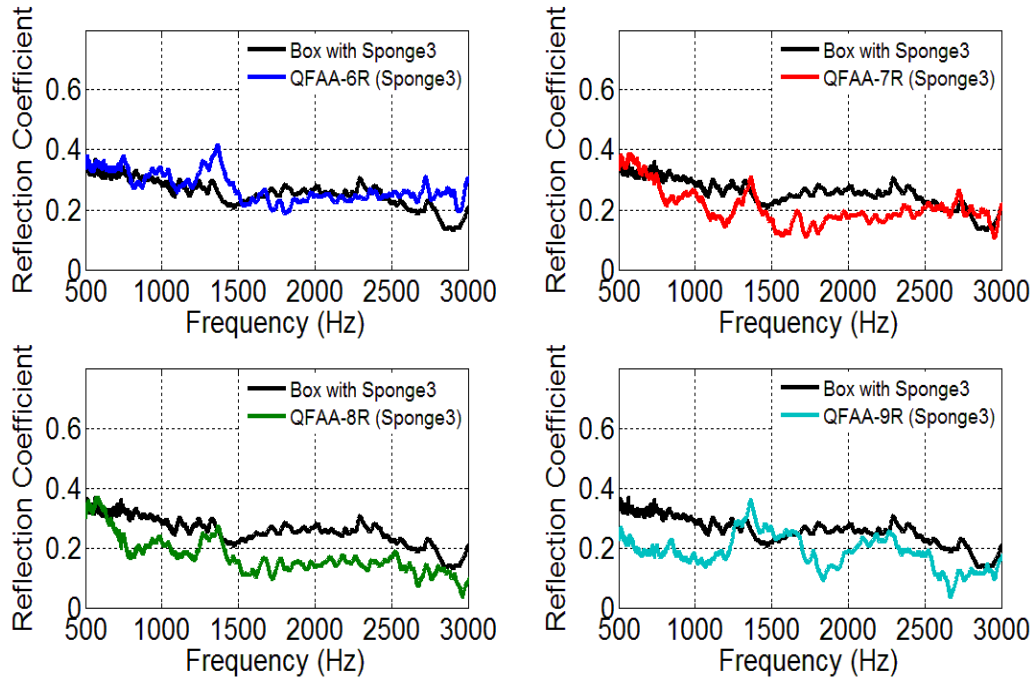 Reflection Coefficient
0.6
0.4
0.2
0
Box with Sponge3
QFAA-6R (Sponge3)
500 1000 1500 2000 2500 3000
Frequency (Hz)
Reflection Coefficient
0.6
0.4
0.2
0
Box with Sponge3
QFAA-7R (Sponge3)
500 1000 1500 2000 2500 3000
Frequency (Hz)
Reflection Coefficient
0.6
0.4
0.2
0
Box with Sponge3
QFAA-8R (Sponge3)
500 1000 1500 2000 2500 3000
Frequency (Hz)
Reflection Coefficient
0.6
0.4
0.2
0
Box with Sponge3
QFAA-9R (Sponge3)
500 1000 1500 2000 2500 3000
Frequency (Hz)